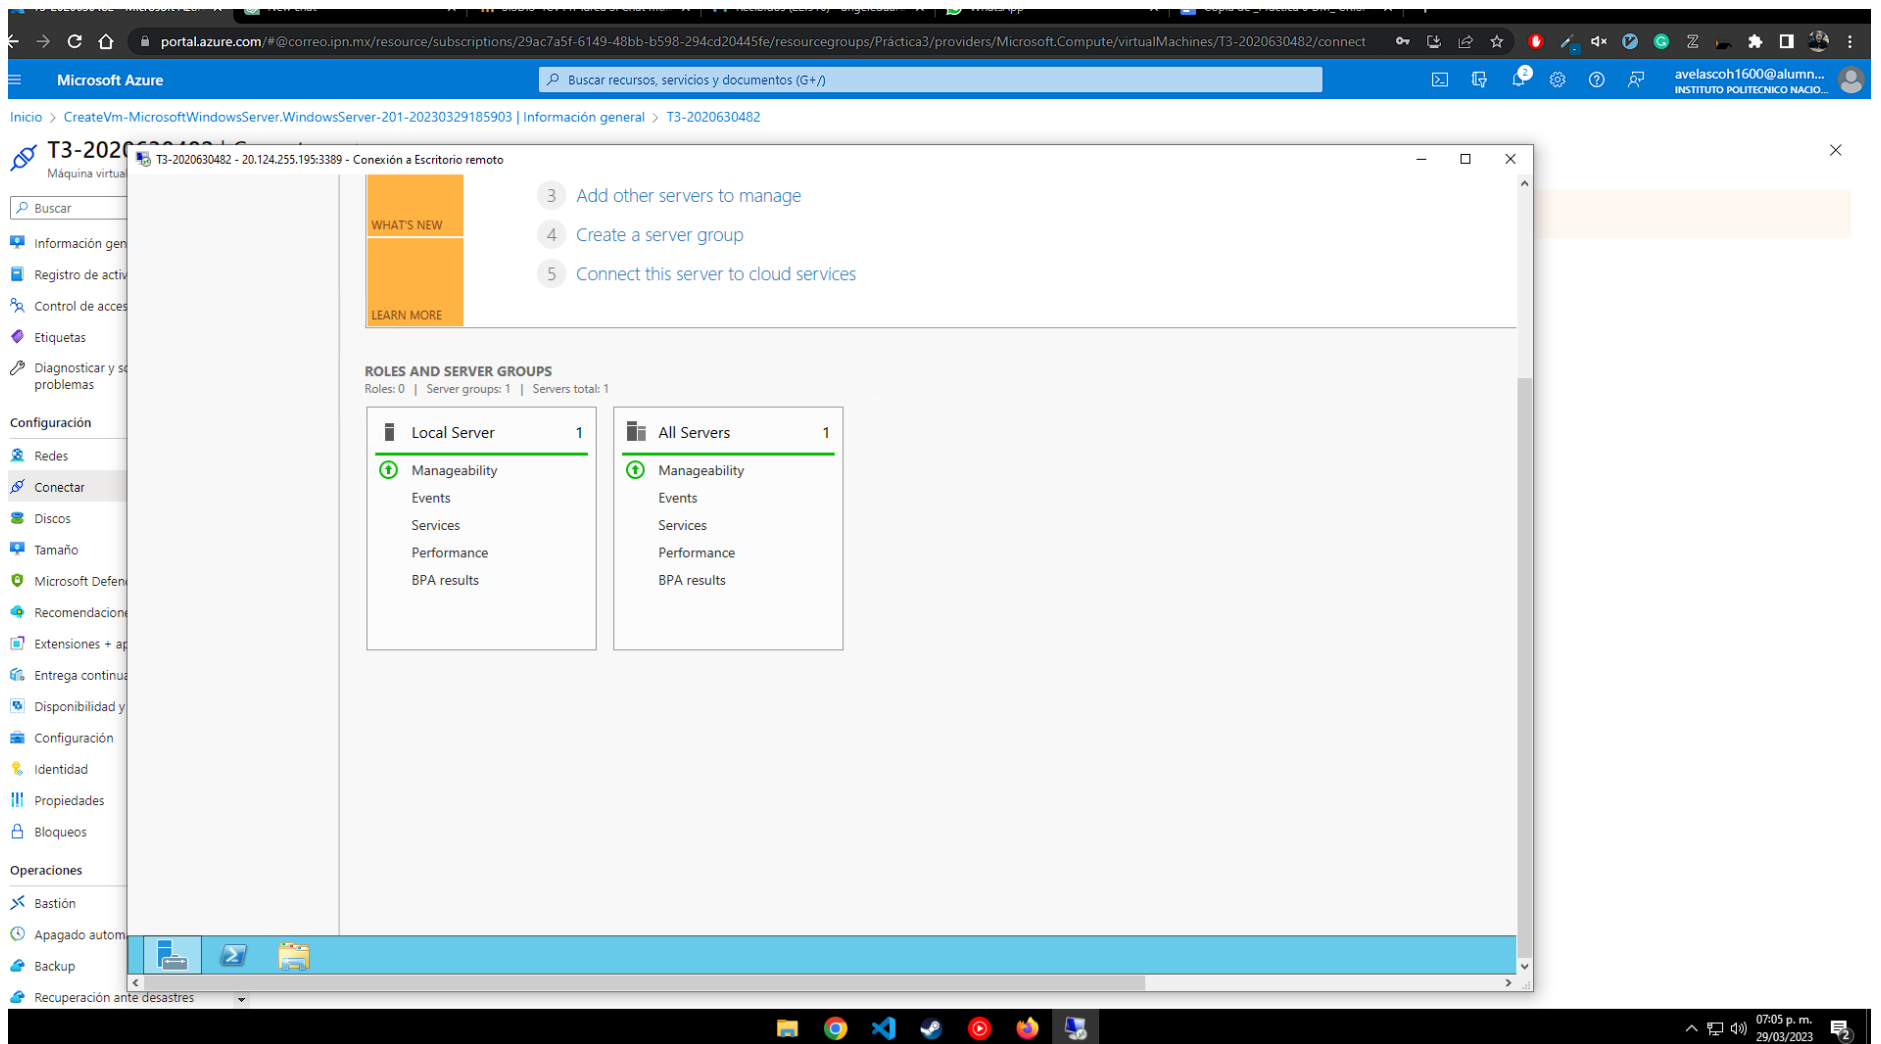 portal.azure.com/#@correo.ipn.mx/resource/subscriptions/29ac7a5f-6149-48bb-b598-294cd20445fe/resourcegroups/Práctica3/providers/Microsoft.Compute/virtualMachines/T3-2020630482/connect
Microsoft Azure
Buscar recursos, servicios y documentos (G+/)
2
avelascoh1600@alumn...
INSTITUTO POLITECNICO NACIO...
Inicio > CreateVm-MicrosoftWindowsServer.WindowsServer-201-20230329185903 | Información general > T3-2020630482
Máquina virtual
T3-2020630482 - 20.124.255.195:3389 - Conexión a Escritorio remoto
Buscar
Información gen
Registro de activ
Control de acces
Etiquetas
Diagnosticar y so
problemas
Configuración
Redes
Conectar
Discos
Tamaño
Microsoft Defen
Recomendacione
Extensiones + ap
Entrega continua
Disponibilidad y
Configuración
Identidad
Propiedades
Bloqueos
Operaciones
Bastión
Apagado autom
Backup
Recuperación ante desastres
WHAT'S NEW
LEARN MORE
3 Add other servers to manage
4 Create a server group
5 Connect this server to cloud services
ROLES AND SERVER GROUPS
Roles: 0 | Server groups: 1 | Servers total: 1
Local Server 1
Manageability
Events
Services
Performance
BPA results
All Servers 1
Manageability
Events
Services
Performance
BPA results
07:05 p. m.
29/03/2023
2